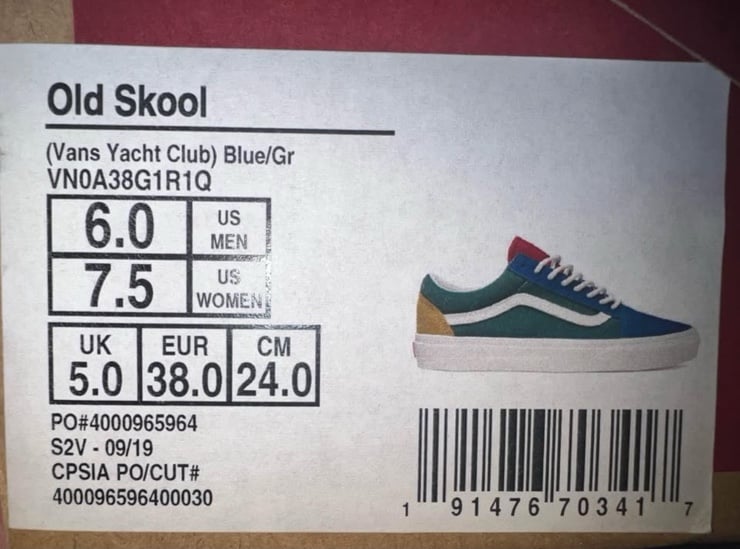 Old Skool
(Vans Yacht Club) Blue/Gr
VN0A38G1R1Q
6.0 US MEN
7.5 US WOMEN
UK EUR CM
5.0 38.0 24.0
PO#4000965964
S2V - 09/19
CPSIA PO/CUT#
400096596400030
1 91476 70341 7